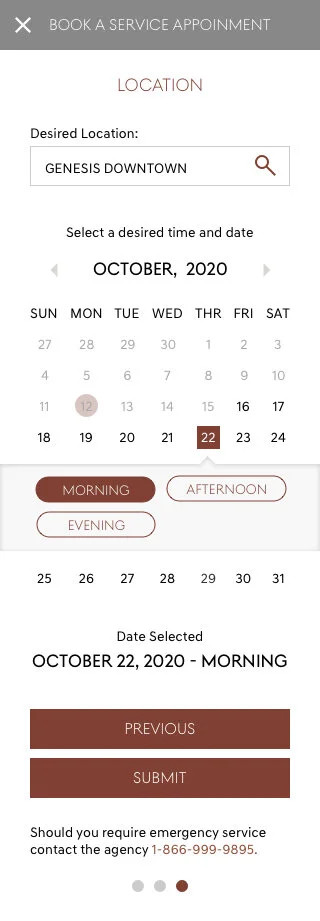 BOOK A SERVICE APPOINMENT
LOCATION
Desired Location:
GENESIS DOWNTOWN
Select a desired time and date
OCTOBER, 2020
SUN MON TUE WED THR FRI SAT
27 28 29 30 1 2 3
4 5 6 7 8 9 10
11 12 13 14 15 16 17
18 19 20 21 22 23 24
MORNING AFTERNOON
EVENING
25 26 27 28 29 30 31
Date Selected
OCTOBER 22, 2020 - MORNING
PREVIOUS
SUBMIT
Should you require emergency service
contact the agency 1-866-999-9895.